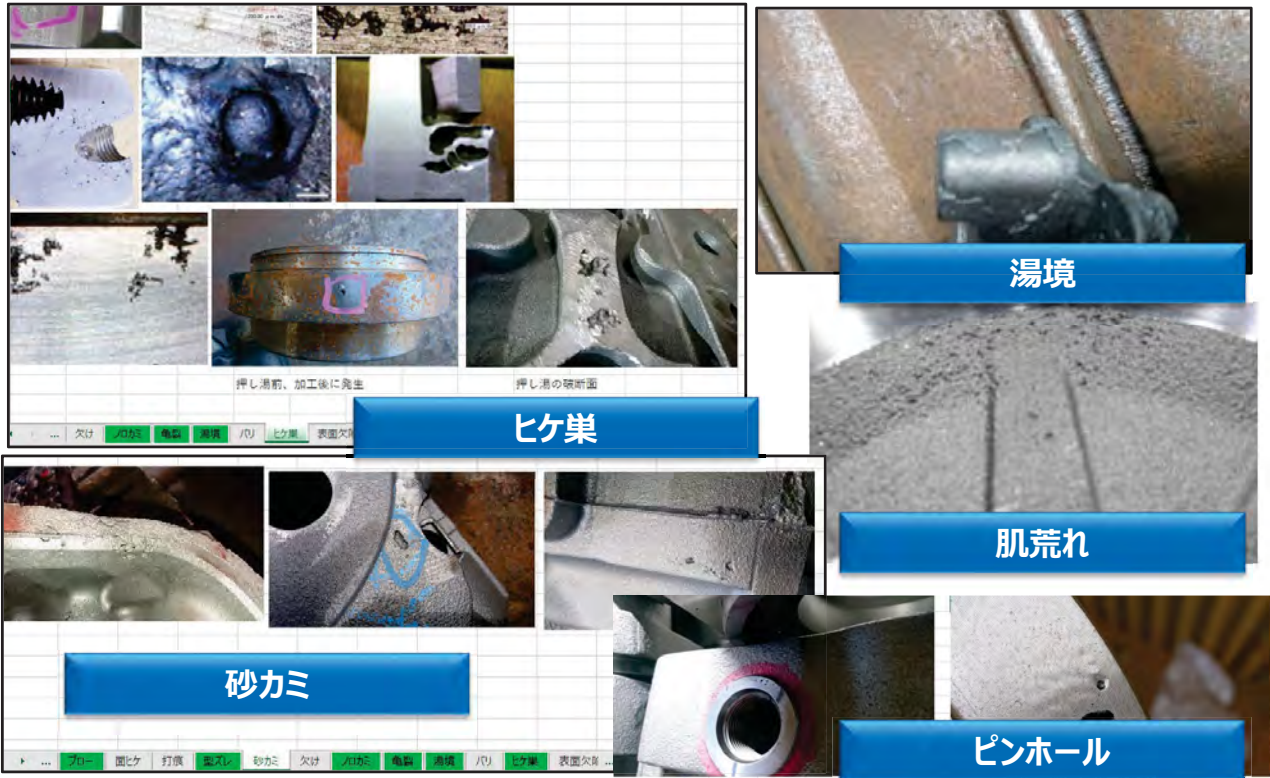 押し湯前、加工後に発生
押し湯の破断面
... 欠け ノロカミ 亀裂 湯境 バリ ヒケ巣 表面欠陥
ヒケ巣
湯境
肌荒れ
砂カミ
... ブロー 面ヒケ 打痕 型ズレ 砂カミ 欠け ノロカミ 亀裂 湯境 バリ ヒケ巣 表面欠陥 ...
ピンホール